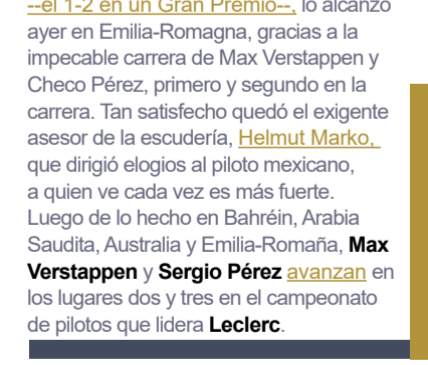 --el 1-2 en un Gran Premio--, lo alcanzó
ayer en Emilia-Romagna, gracias a la
impecable carrera de Max Verstappen y
Checo Pérez, primero y segundo en la
carrera. Tan satisfecho quedó el exigente
asesor de la escudería, Helmut Marko,
que dirigió elogios al piloto mexicano,
a quien ve cada vez es más fuerte.
Luego de lo hecho en Bahréin, Arabia
Saudita, Australia y Emilia-Romaña, Max
Verstappen y Sergio Pérez avanzan en
los lugares dos y tres en el campeonato
de pilotos que lidera Leclerc.